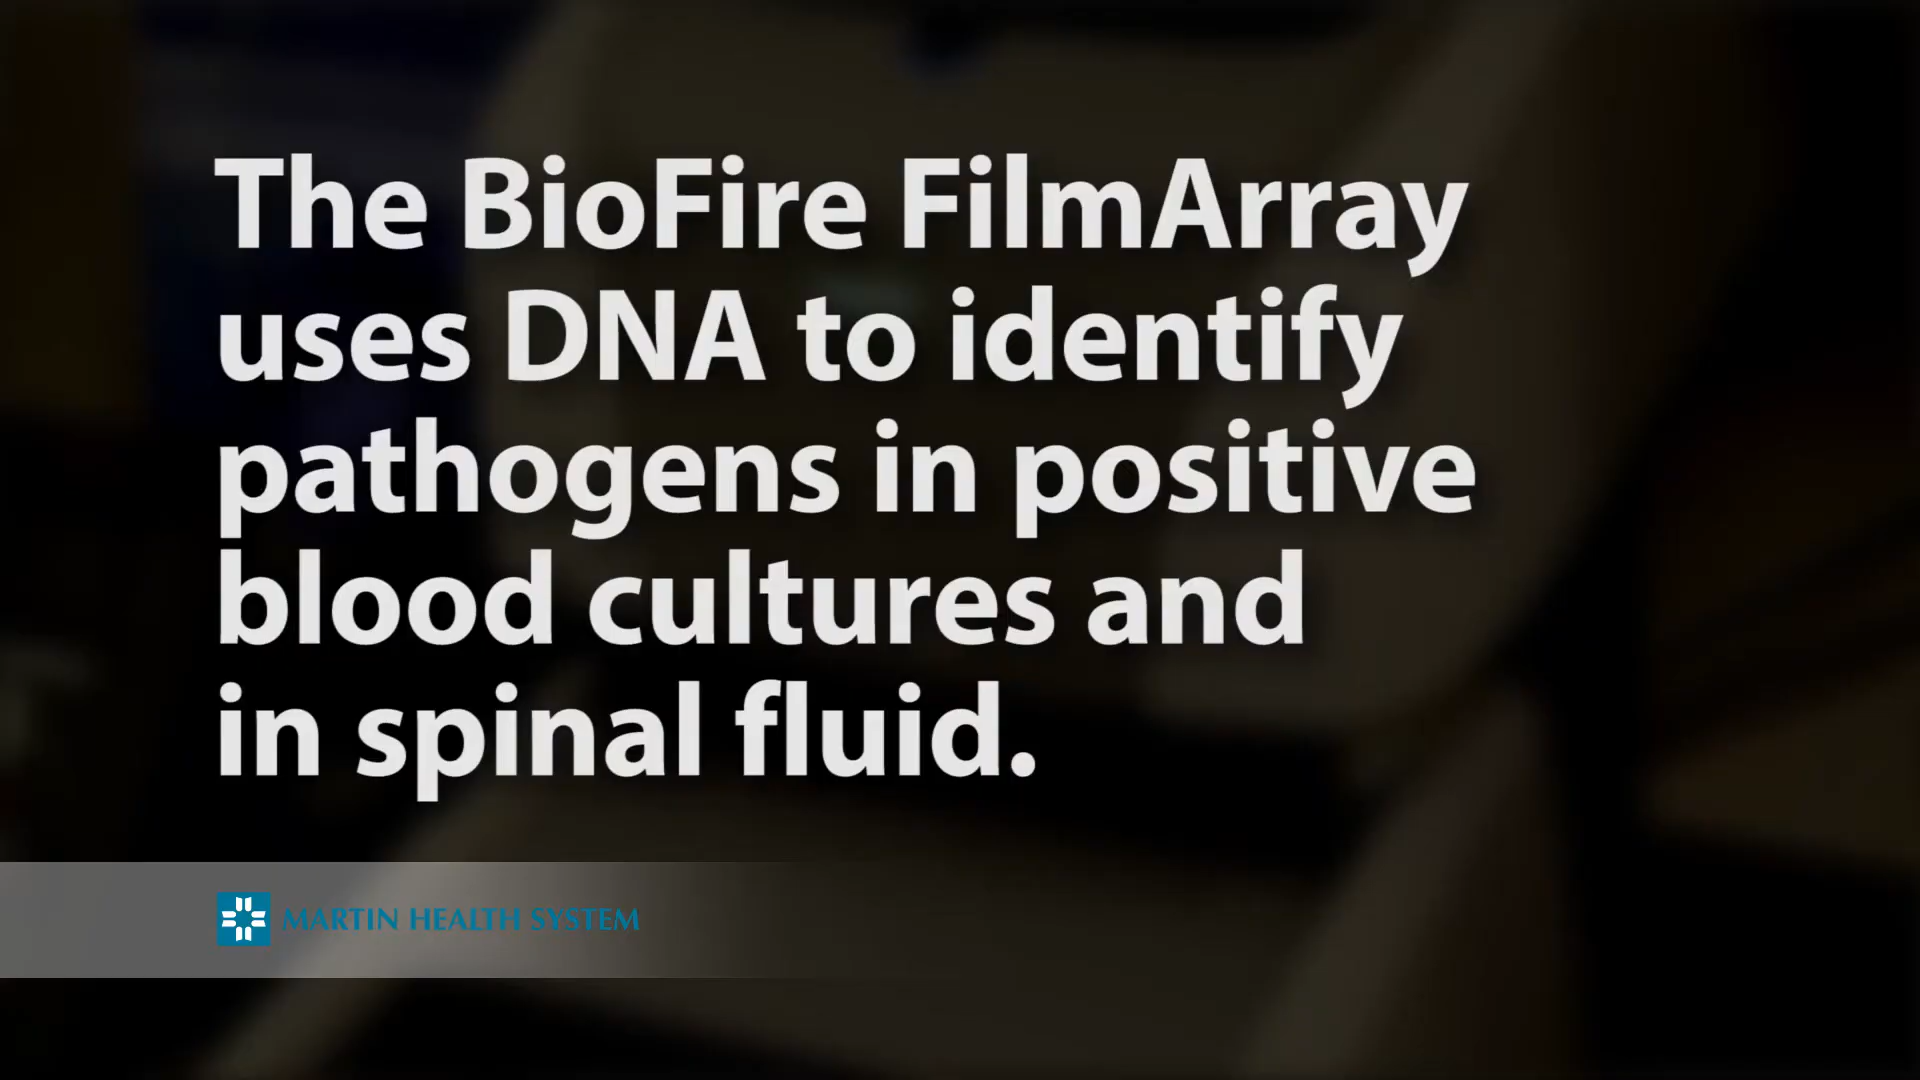 The BioFire FilmArray
uses DNA to identify
pathogens in positive
blood cultures and
in spinal fluid.
MARTIN HEALTH SYSTEM